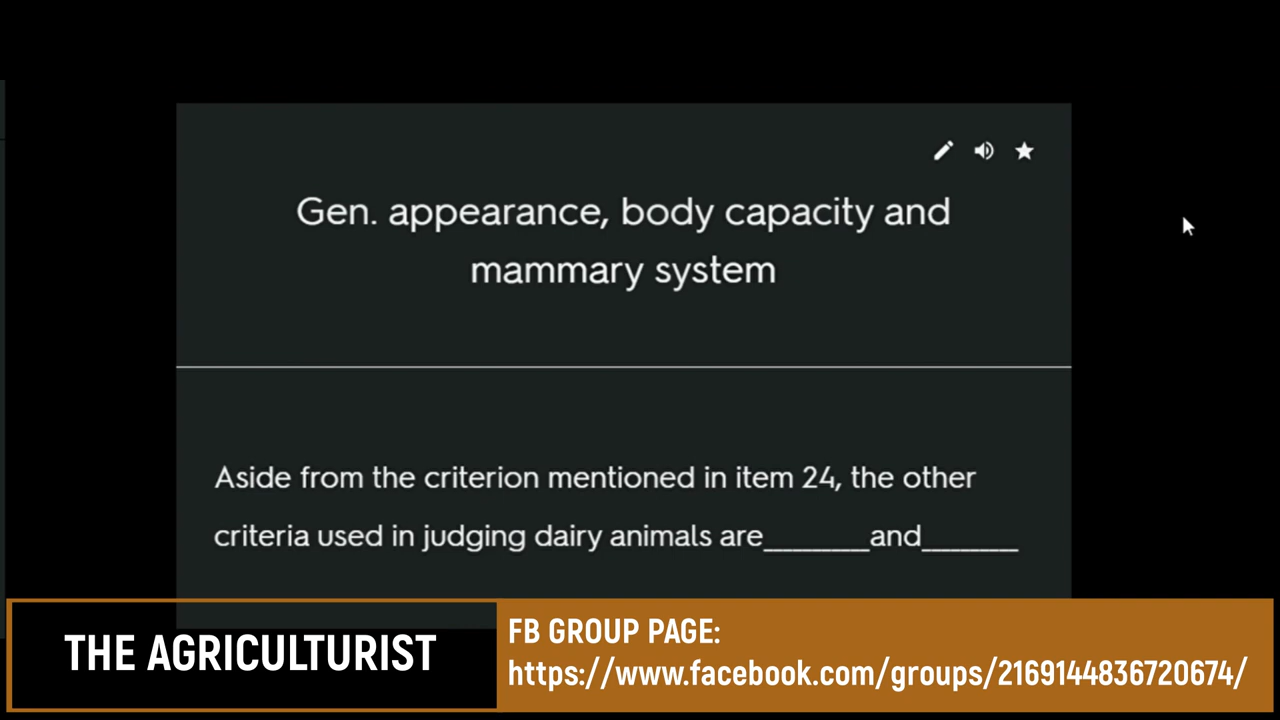 Gen. appearance, body capacity and
mammary system
Aside from the criterion mentioned in item 24, the other
criteria used in judging dairy animals are_________and________
THE AGRICULTURIST
FB GROUP PAGE:
https://www.facebook.com/groups/2169144836720674/